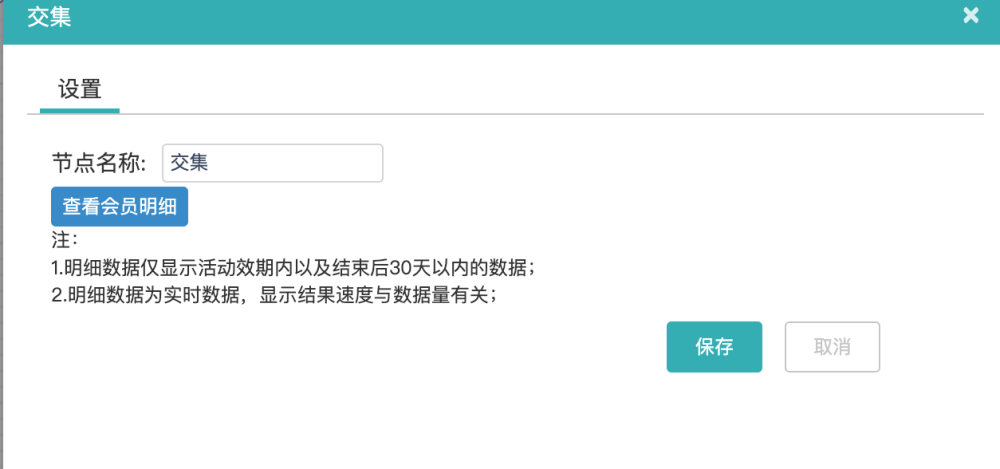 交集
设置
节点名称: 交集
查看会员明细
注：
1.明细数据仅显示活动效期内以及结束后30天以内的数据；
2.明细数据为实时数据，显示结果速度与数据量有关；
保存 取消